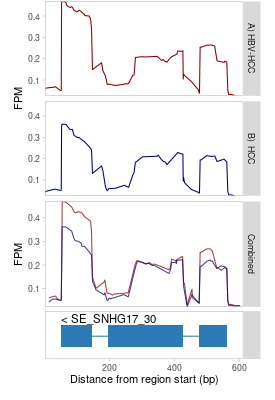 0.4
0.3
0.2
0.1
A) HBV-HCC
FPM
0.4
0.3
0.2
0.1
B) HCC
FPM
0.4
0.3
0.2
0.1
Combined
< SE_SNHG17_30
200
400
600
Distance from region start (bp)